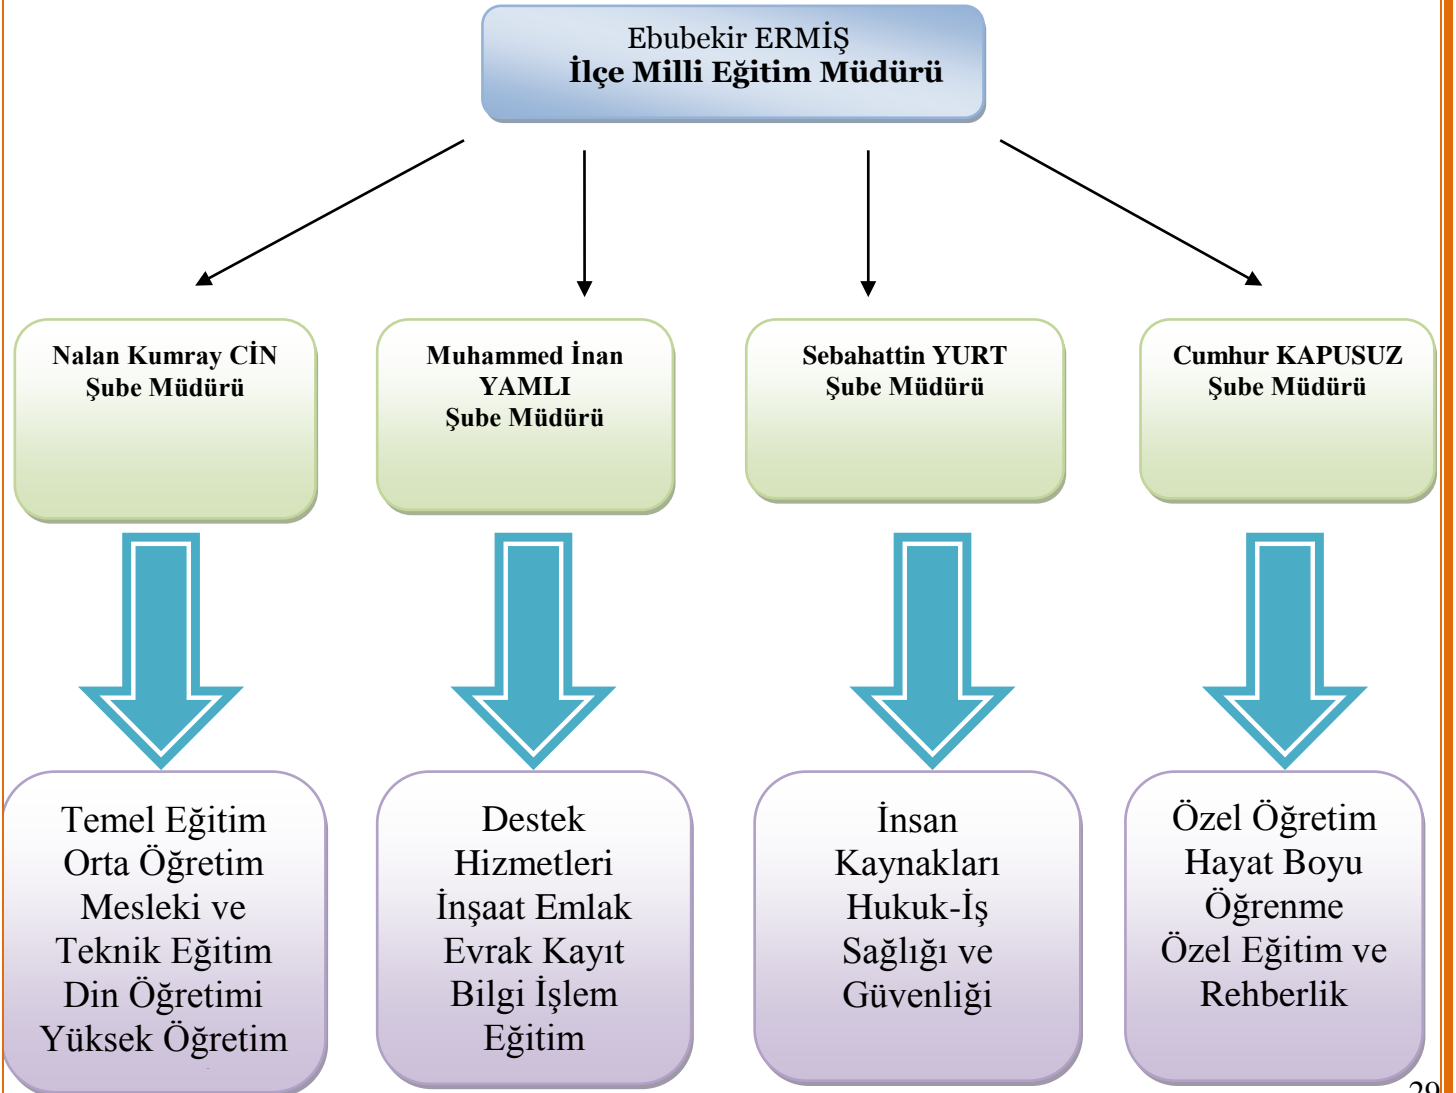 Ebubekir ERMİŞ
İlçe Milli Eğitim Müdürü
Nalan Kumray CİN
Şube Müdürü
Muhammed İnan
YAMLI
Şube Müdürü
Sebahattin YURT
Şube Müdürü
Cumhur KAPUSUZ
Şube Müdürü
Temel Eğitim
Orta Öğretim
Mesleki ve
Teknik Eğitim
Din Öğretimi
Yüksek Öğretim
Destek
Hizmetleri
İnşaat Emlak
Evrak Kayıt
Bilgi İşlem
Eğitim
İnsan
Kaynakları
Hukuk-İş
Sağlığı ve
Güvenliği
Özel Öğretim
Hayat Boyu
Öğrenme
Özel Eğitim ve
Rehberlik
29